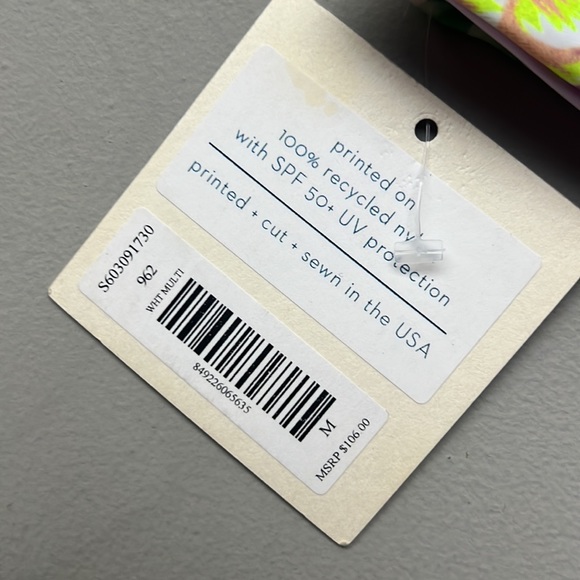 printed on
100% recycled
with SPF 50+ UV protection
printed + cut + sewn in the USA
S603091730
962
WHT MULTI
849226065635
M
MSRP $106.00